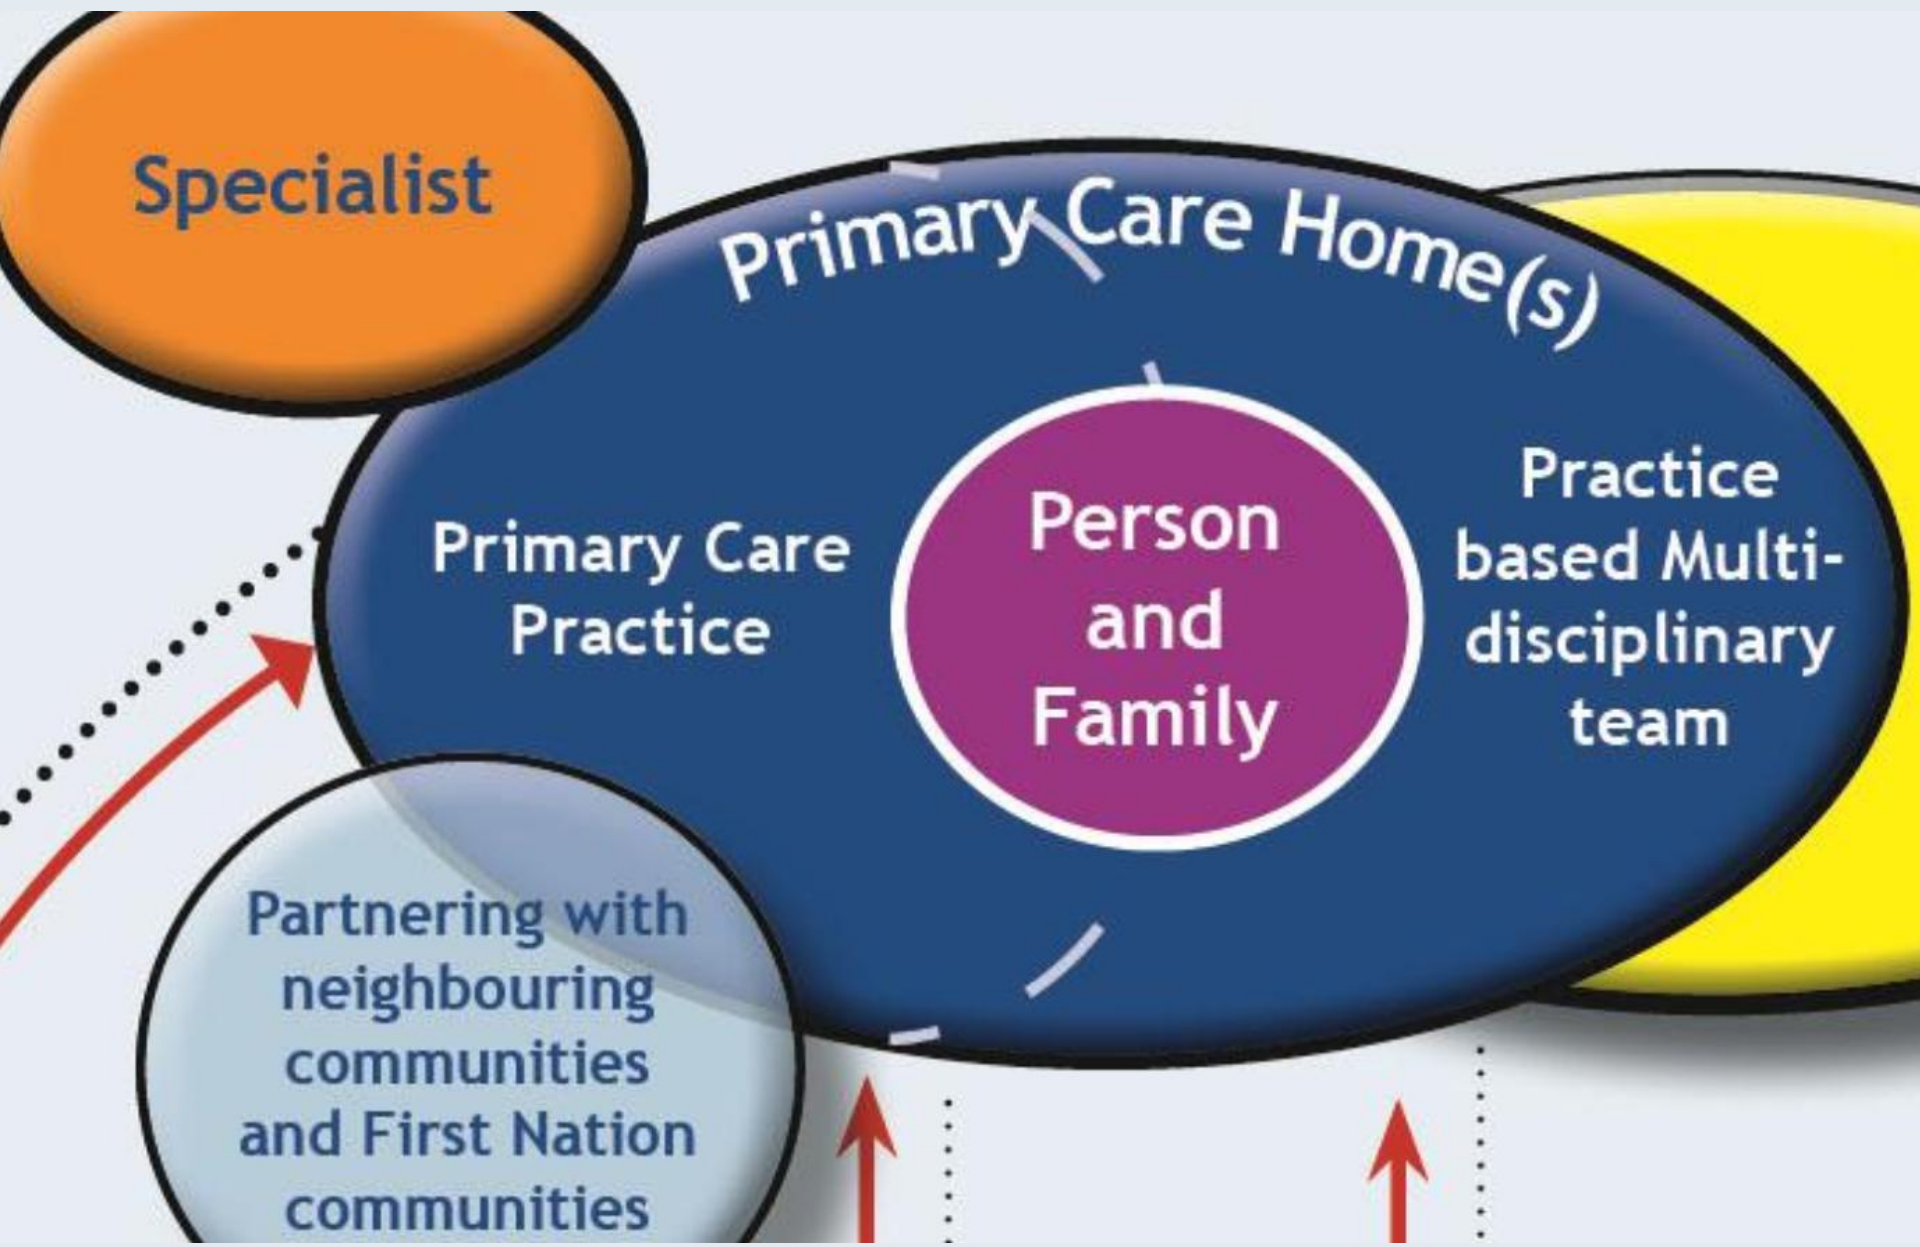 Specialist
Primary Care Home(s)
Primary Care
Practice
Person
and
Family
Practice
based Multi-
disciplinary
team
Partnering with
neighbouring
communities
and First Nation
communities